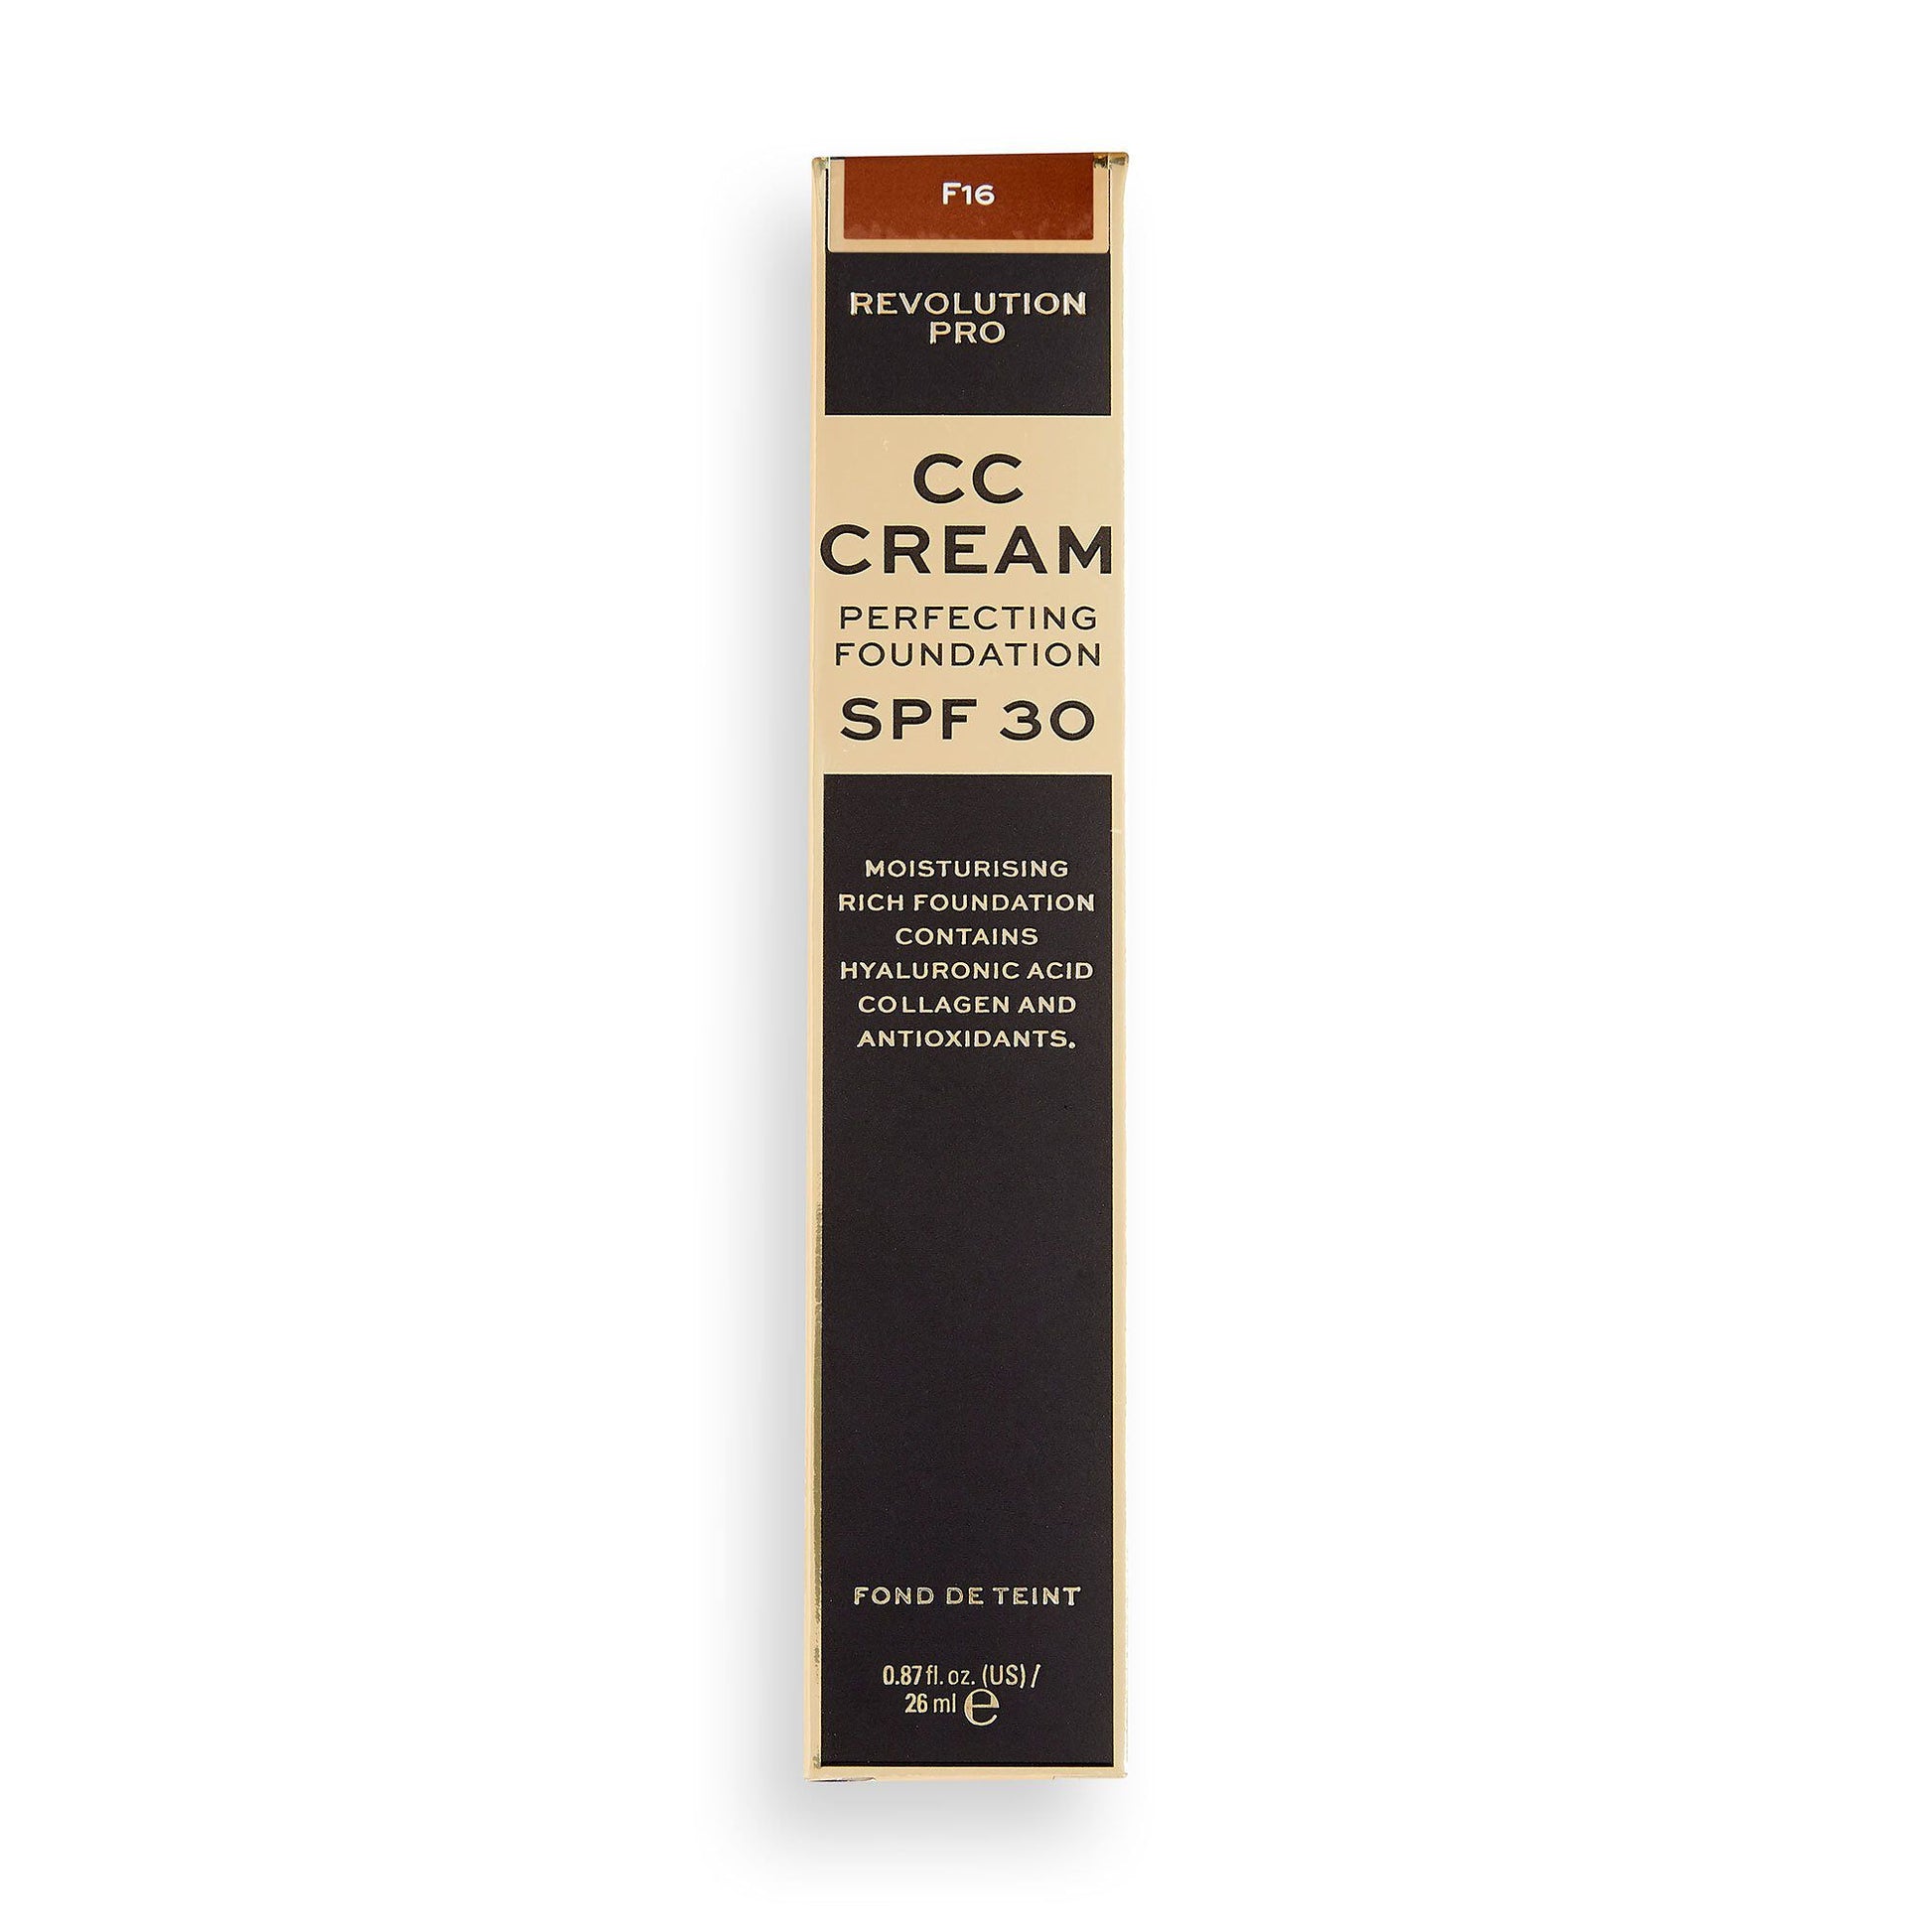 F16
REVOLUTION
PRO
CC
CREAM
PERFECTING
FOUNDATION
SPF 30
MOISTURISING
RICH FOUNDATION
CONTAINS
HYALURONIC ACID
COLLAGEN AND
ANTIOXIDANTS.
FOND DE TEINT
0.87 fl. oz. (US) /
26 ml ℮